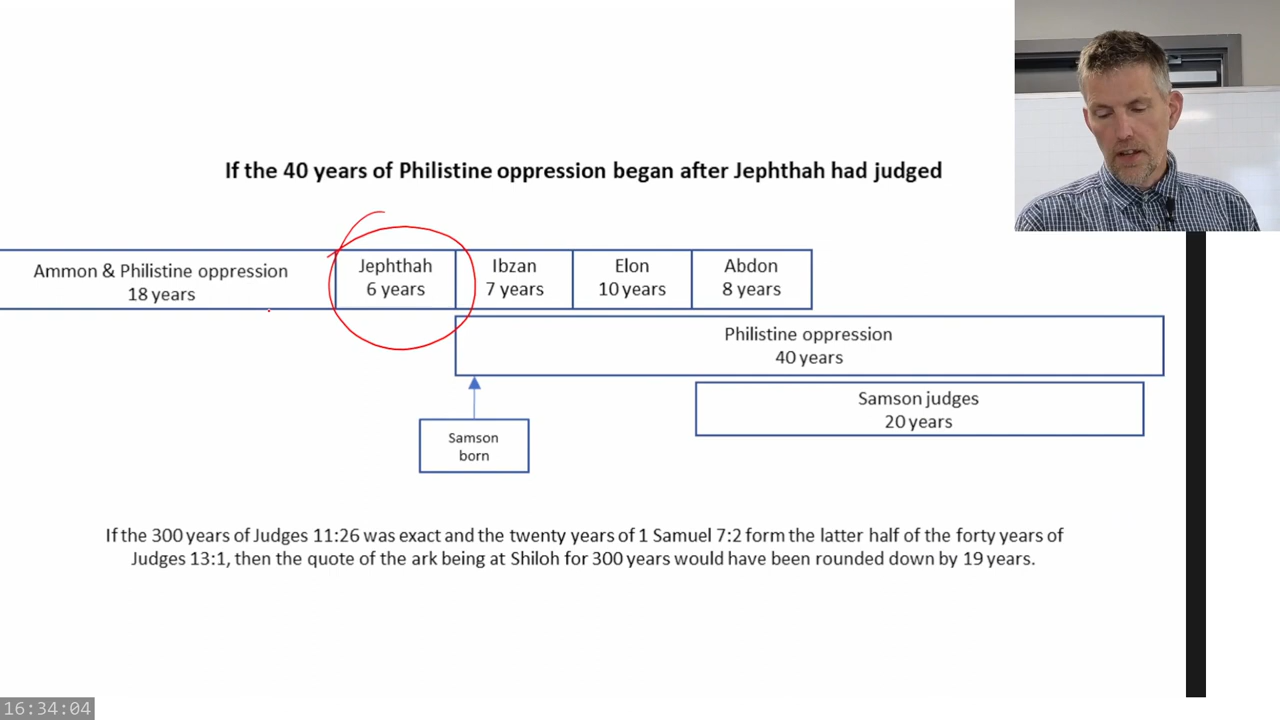 If the 40 years of Philistine oppression began after Jephthah had judged
Ammon & Philistine oppression
18 years
Jephthah
6 years
Ibzan
7 years
Elon
10 years
Abdon
8 years
Philistine oppression
40 years
Samson judges
20 years
Samson
born
If the 300 years of Judges 11:26 was exact and the twenty years of 1 Samuel 7:2 form the latter half of the forty years of
Judges 13:1, then the quote of the ark being at Shiloh for 300 years would have been rounded down by 19 years.
16:34:04